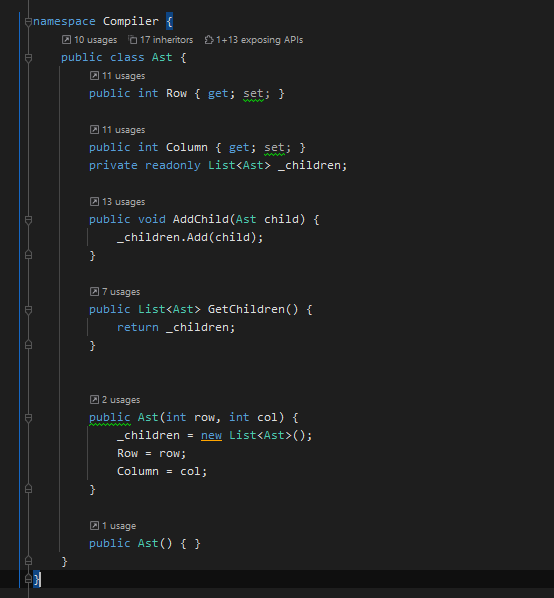 namespace Compiler {
10 usages 17 inheritors 1+13 exposing APIs
public class Ast {
11 usages
public int Row { get; set; }
11 usages
public int Column { get; set; }
private readonly List<Ast> _children;
13 usages
public void AddChild(Ast child) {
_children.Add(child);
}
7 usages
public List<Ast> GetChildren() {
return _children;
}
2 usages
public Ast(int row, int col) {
_children = new List<Ast>();
Row = row;
Column = col;
}
1 usage
public Ast() { }
}
}